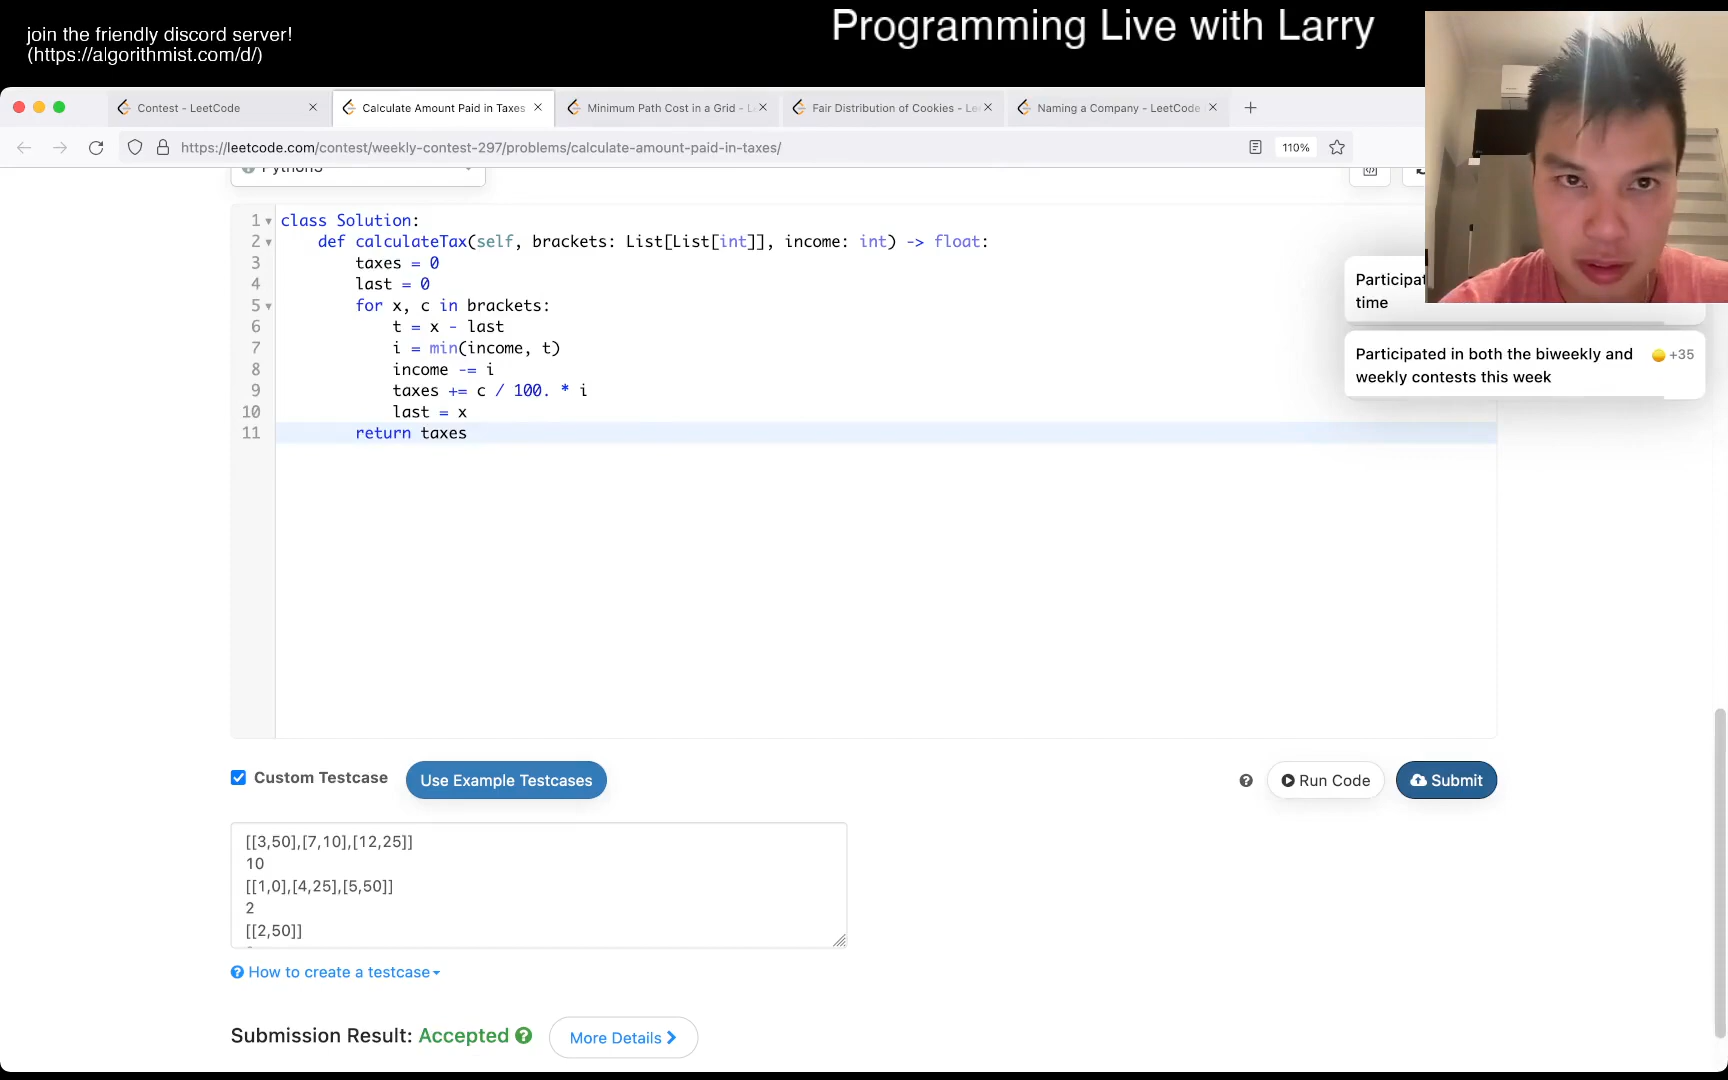 join the friendly discord server!
(https://algorithmist.com/d/)
Programming Live with Larry
Contest - LeetCode
Calculate Amount Paid in Taxes
Minimum Path Cost in a Grid - L
Fair Distribution of Cookies - Le
Naming a Company - LeetCode
https://leetcode.com/contest/weekly-contest-297/problems/calculate-amount-paid-in-taxes/
110%
Python3
1 class Solution:
2 def calculateTax(self, brackets: List[List[int]], income: int) -> float:
3 taxes = 0
4 last = 0
5 for x, c in brackets:
6 t = x - last
7 i = min(income, t)
8 income -= i
9 taxes += c / 100. * i
10 last = x
11 return taxes
Participat
time
Participated in both the biweekly and
weekly contests this week
+35
Custom Testcase
Use Example Testcases
Run Code
Submit
[[3,50],[7,10],[12,25]]
10
[[1,0],[4,25],[5,50]]
2
[[2,50]]
How to create a testcase
Submission Result: Accepted
More Details